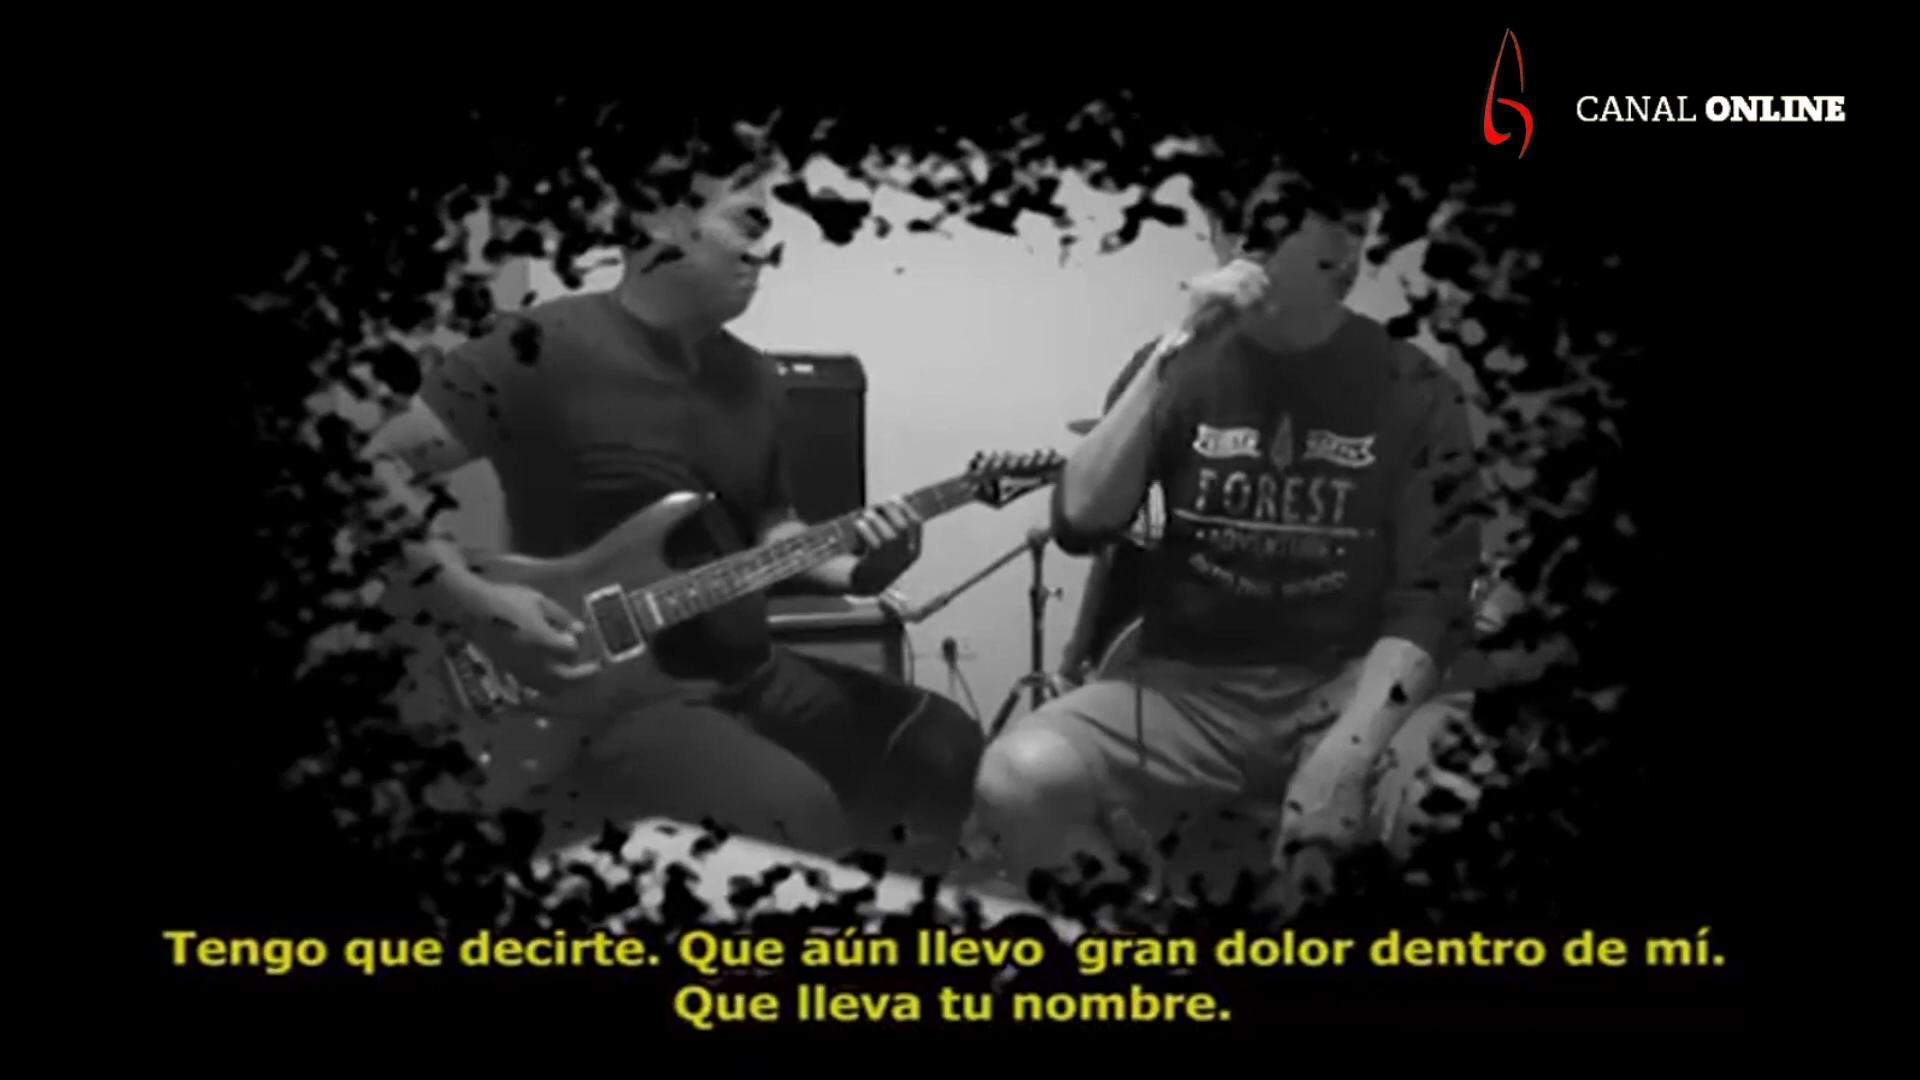 CANAL ONLINE
FOREST
Tengo que decirte. Que aún llevo gran dolor dentro de mí.
Que lleva tu nombre.